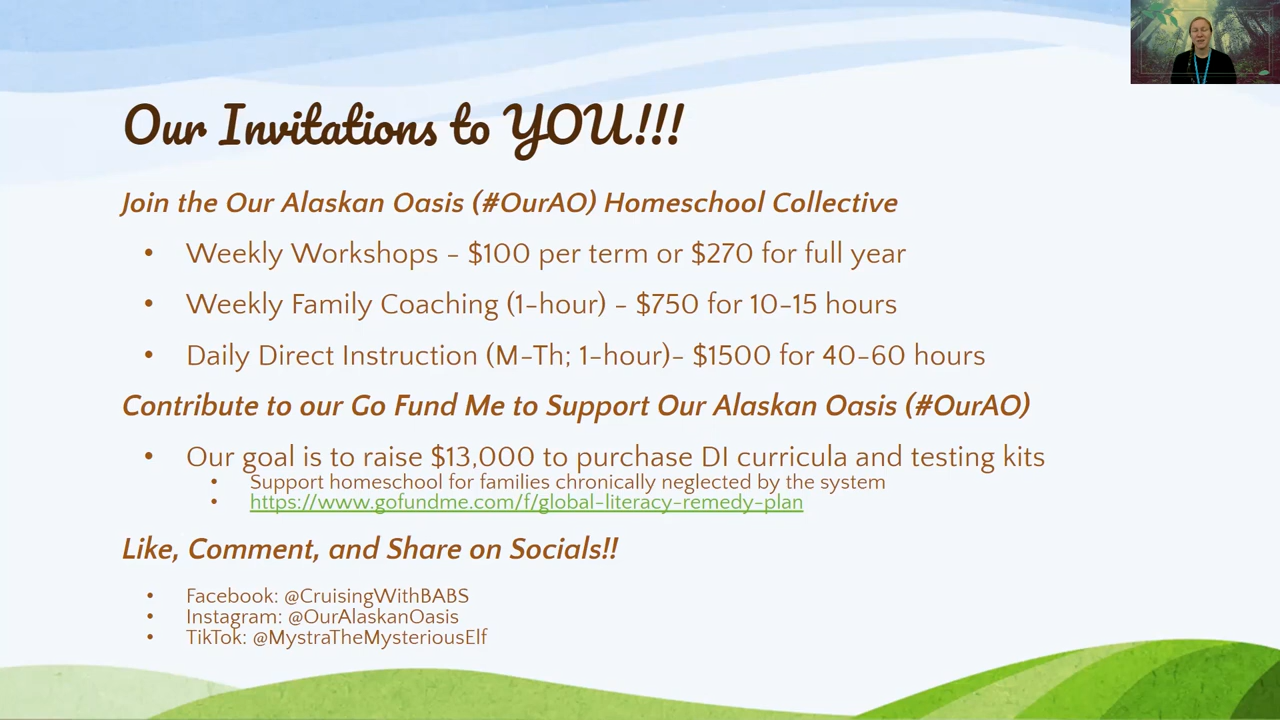 Our Invitations to YOU!!!
Join the Our Alaskan Oasis (#OurAO) Homeschool Collective
• Weekly Workshops – $100 per term or $270 for full year
• Weekly Family Coaching (1-hour) – $750 for 10-15 hours
• Daily Direct Instruction (M-Th; 1-hour)– $1500 for 40-60 hours
Contribute to our Go Fund Me to Support Our Alaskan Oasis (#OurAO)
• Our goal is to raise $13,000 to purchase DI curricula and testing kits
• Support homeschool for families chronically neglected by the system
• https://www.gofundme.com/f/global-literacy-remedy-plan
Like, Comment, and Share on Socials!!
• Facebook: @CruisingWithBABS
• Instagram: @OurAlaskanOasis
• TikTok: @MystraTheMysteriousElf